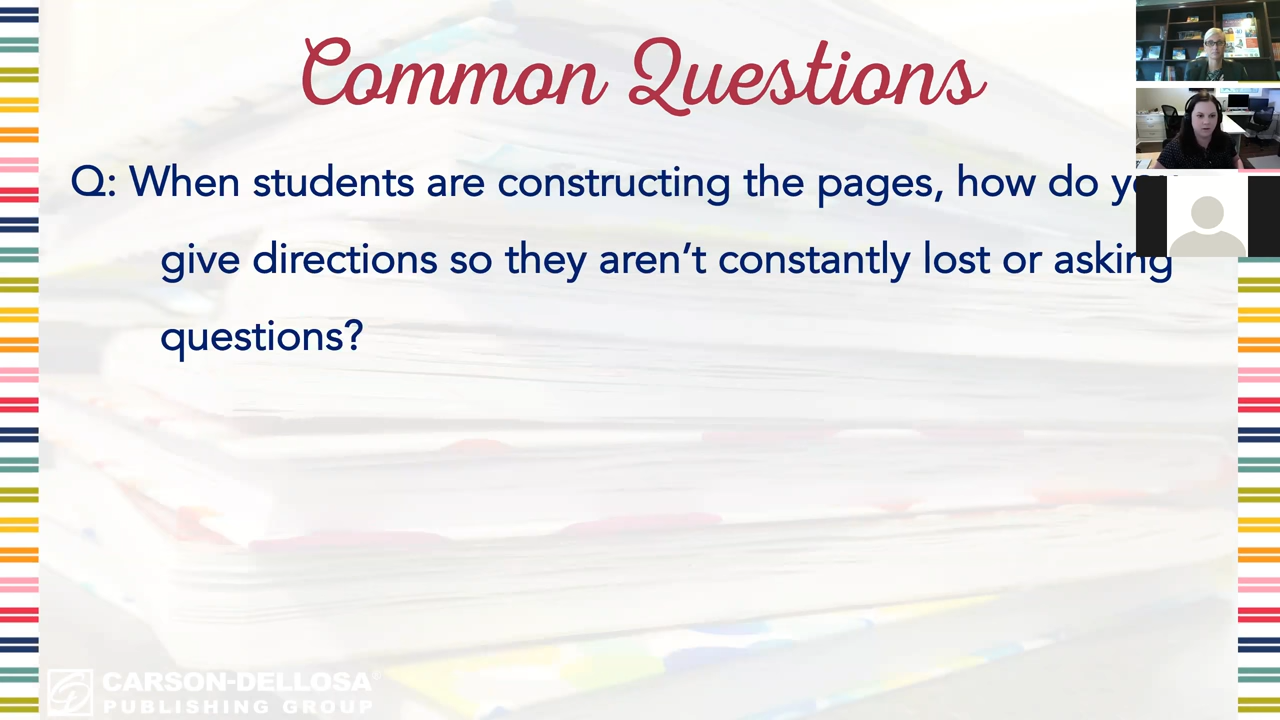 Common Questions
Q: When students are constructing the pages, how do
give directions so they aren't constantly lost or asking
questions?
CARSON-DELLOSA
PUBLISHING GROUP